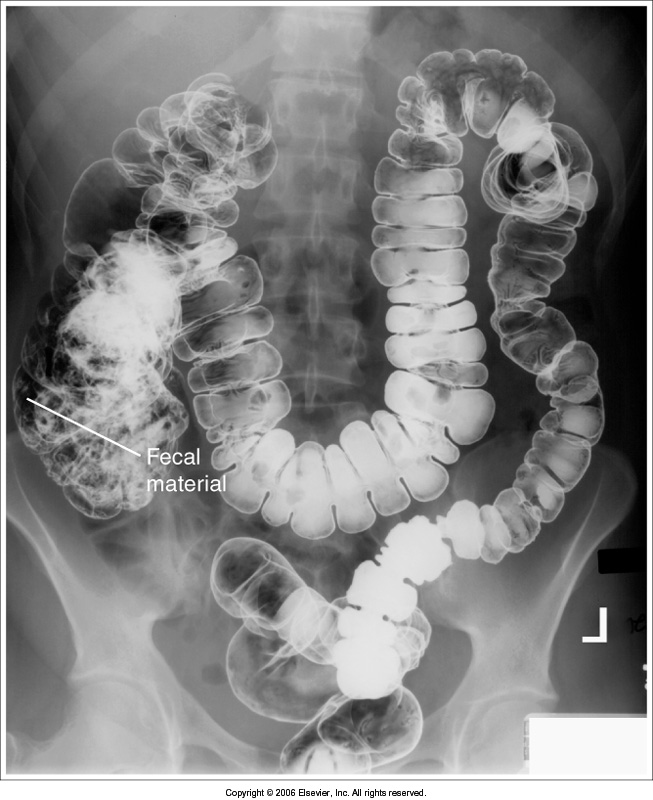 Fecal
material
L
Copyright © 2006 Elsevier, Inc. All rights reserved.